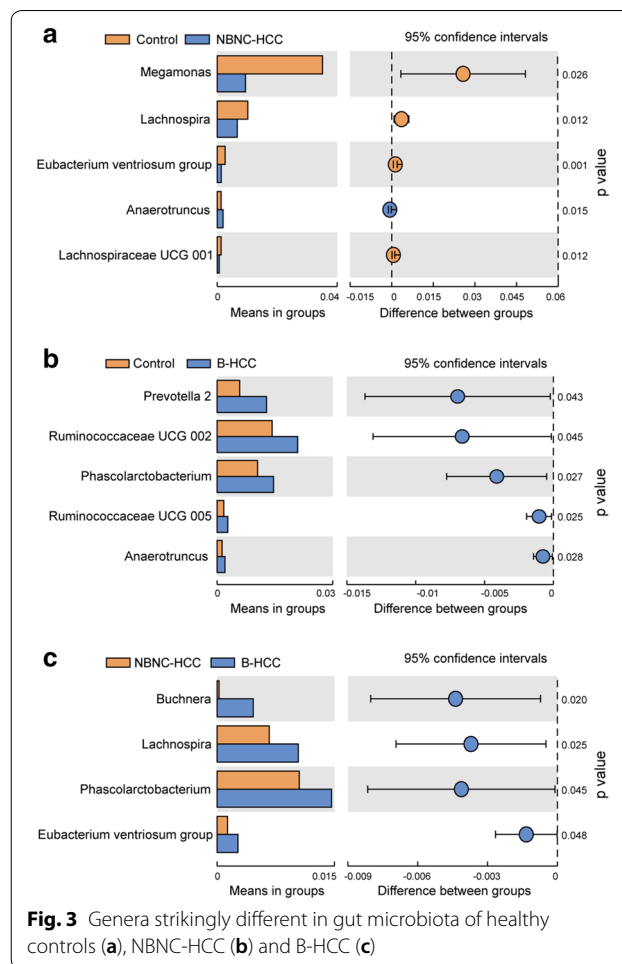 a
Control NBNC-HCC 95% confidence intervals
Megamonas 0.026
Lachnospira 0.012
Eubacterium ventriosum group 0.001
Anaerotruncus 0.015
Lachnospiraceae UCG 001 0.012
p value
0 0.04 -0.015 0 0.015 0.03 0.045 0.06
Means in groups Difference between groups
b
Control B-HCC 95% confidence intervals
Prevotella 2 0.043
Ruminococcaceae UCG 002 0.045
Phascolarctobacterium 0.027
Ruminococcaceae UCG 005 0.025
Anaerotruncus 0.028
p value
0 0.03 -0.015 -0.01 -0.005 0
Means in groups Difference between groups
c
NBNC-HCC B-HCC 95% confidence intervals
Buchnera 0.020
Lachnospira 0.025
Phascolarctobacterium 0.045
Eubacterium ventriosum group 0.048
p value
0 0.015 -0.009 -0.006 -0.003 0
Means in groups Difference between groups
Fig. 3 Genera strikingly different in gut microbiota of healthy
controls (a), NBNC-HCC (b) and B-HCC (c)